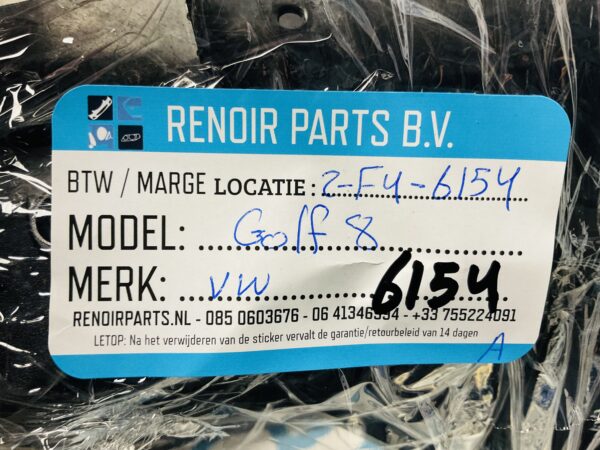 RENOIR PARTS B.V.
BTW / MARGE LOCATIE : 2-F4-6154
MODEL: Golf 8
MERK: VW 6154
RENOIRPARTS.NL - 085 0603676 - 06 41346994 - +33 755224091
LETOP: Na het verwijderen van de sticker vervalt de garantie/retourbeleid van 14 dagen
A